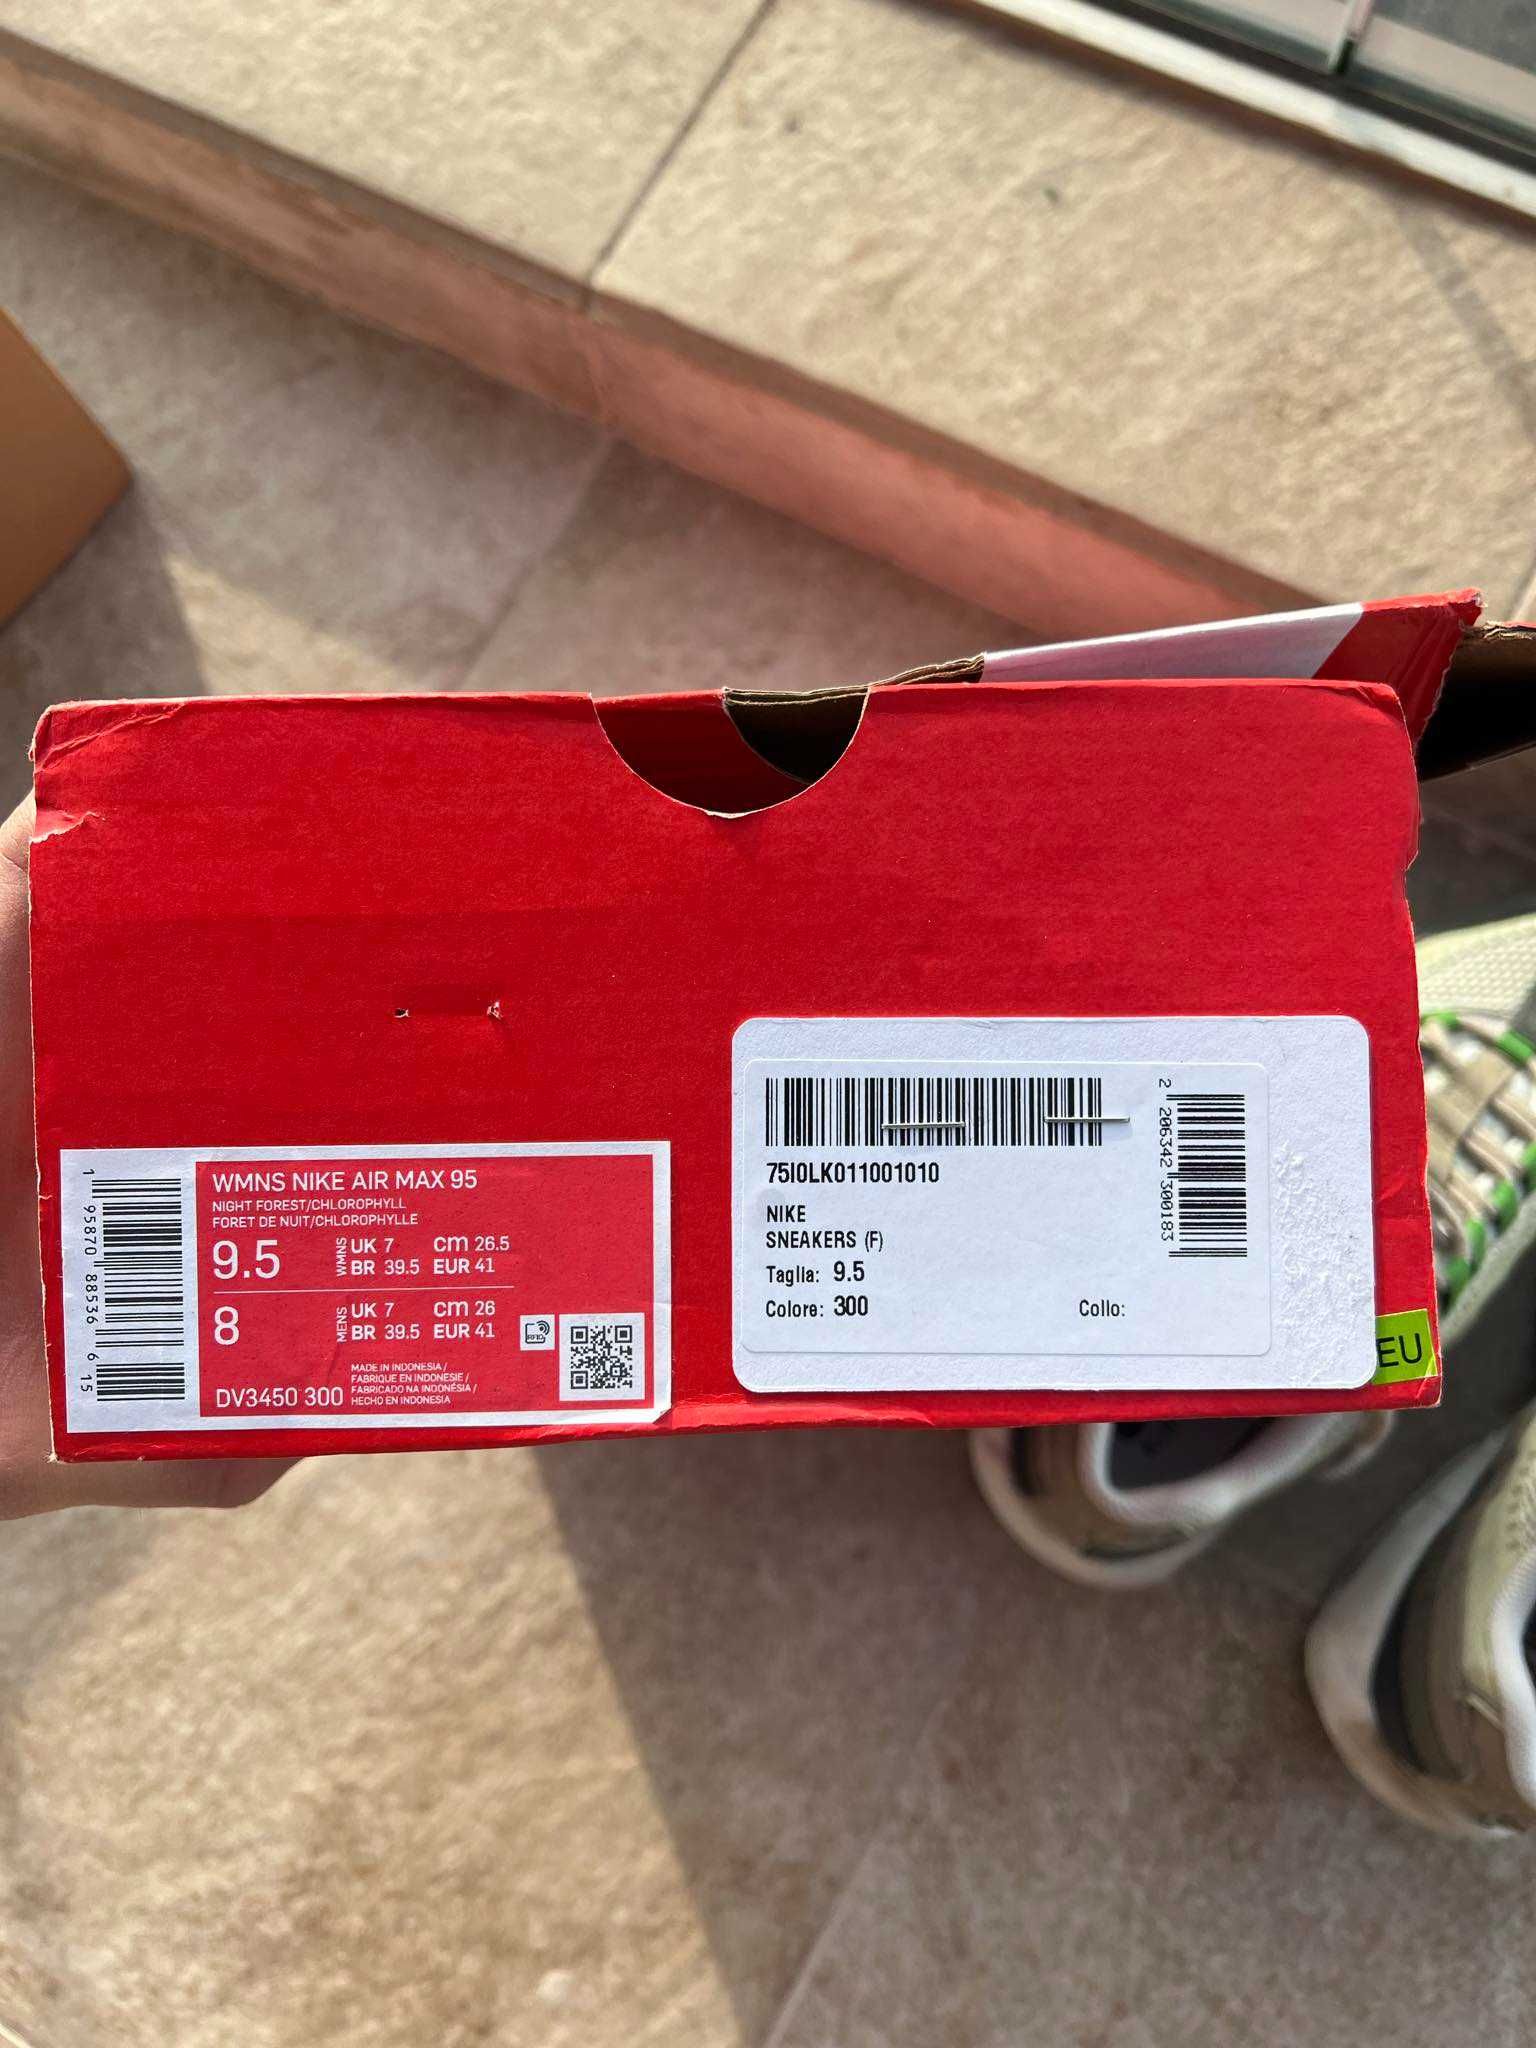 WMNS NIKE AIR MAX 95
NIGHT FOREST/CHLOROPHYLL
FORET DE NUIT/CHLOROPHYLLE
9.5 WMNS UK 7 cm 26.5
BR 39.5 EUR 41
8 MENS UK 7 cm 26
BR 39.5 EUR 41
RFID
DV3450 300
MADE IN INDONESIA /
FABRIQUE EN INDONESIE /
FABRICADO NA INDONÉSIA /
HECHO EN INDONESIA
1 95870 88536 6 15
75I0LK011001010
NIKE
SNEAKERS (F)
Taglia: 9.5
Colore: 300
Collo:
2 206342 300183
EU